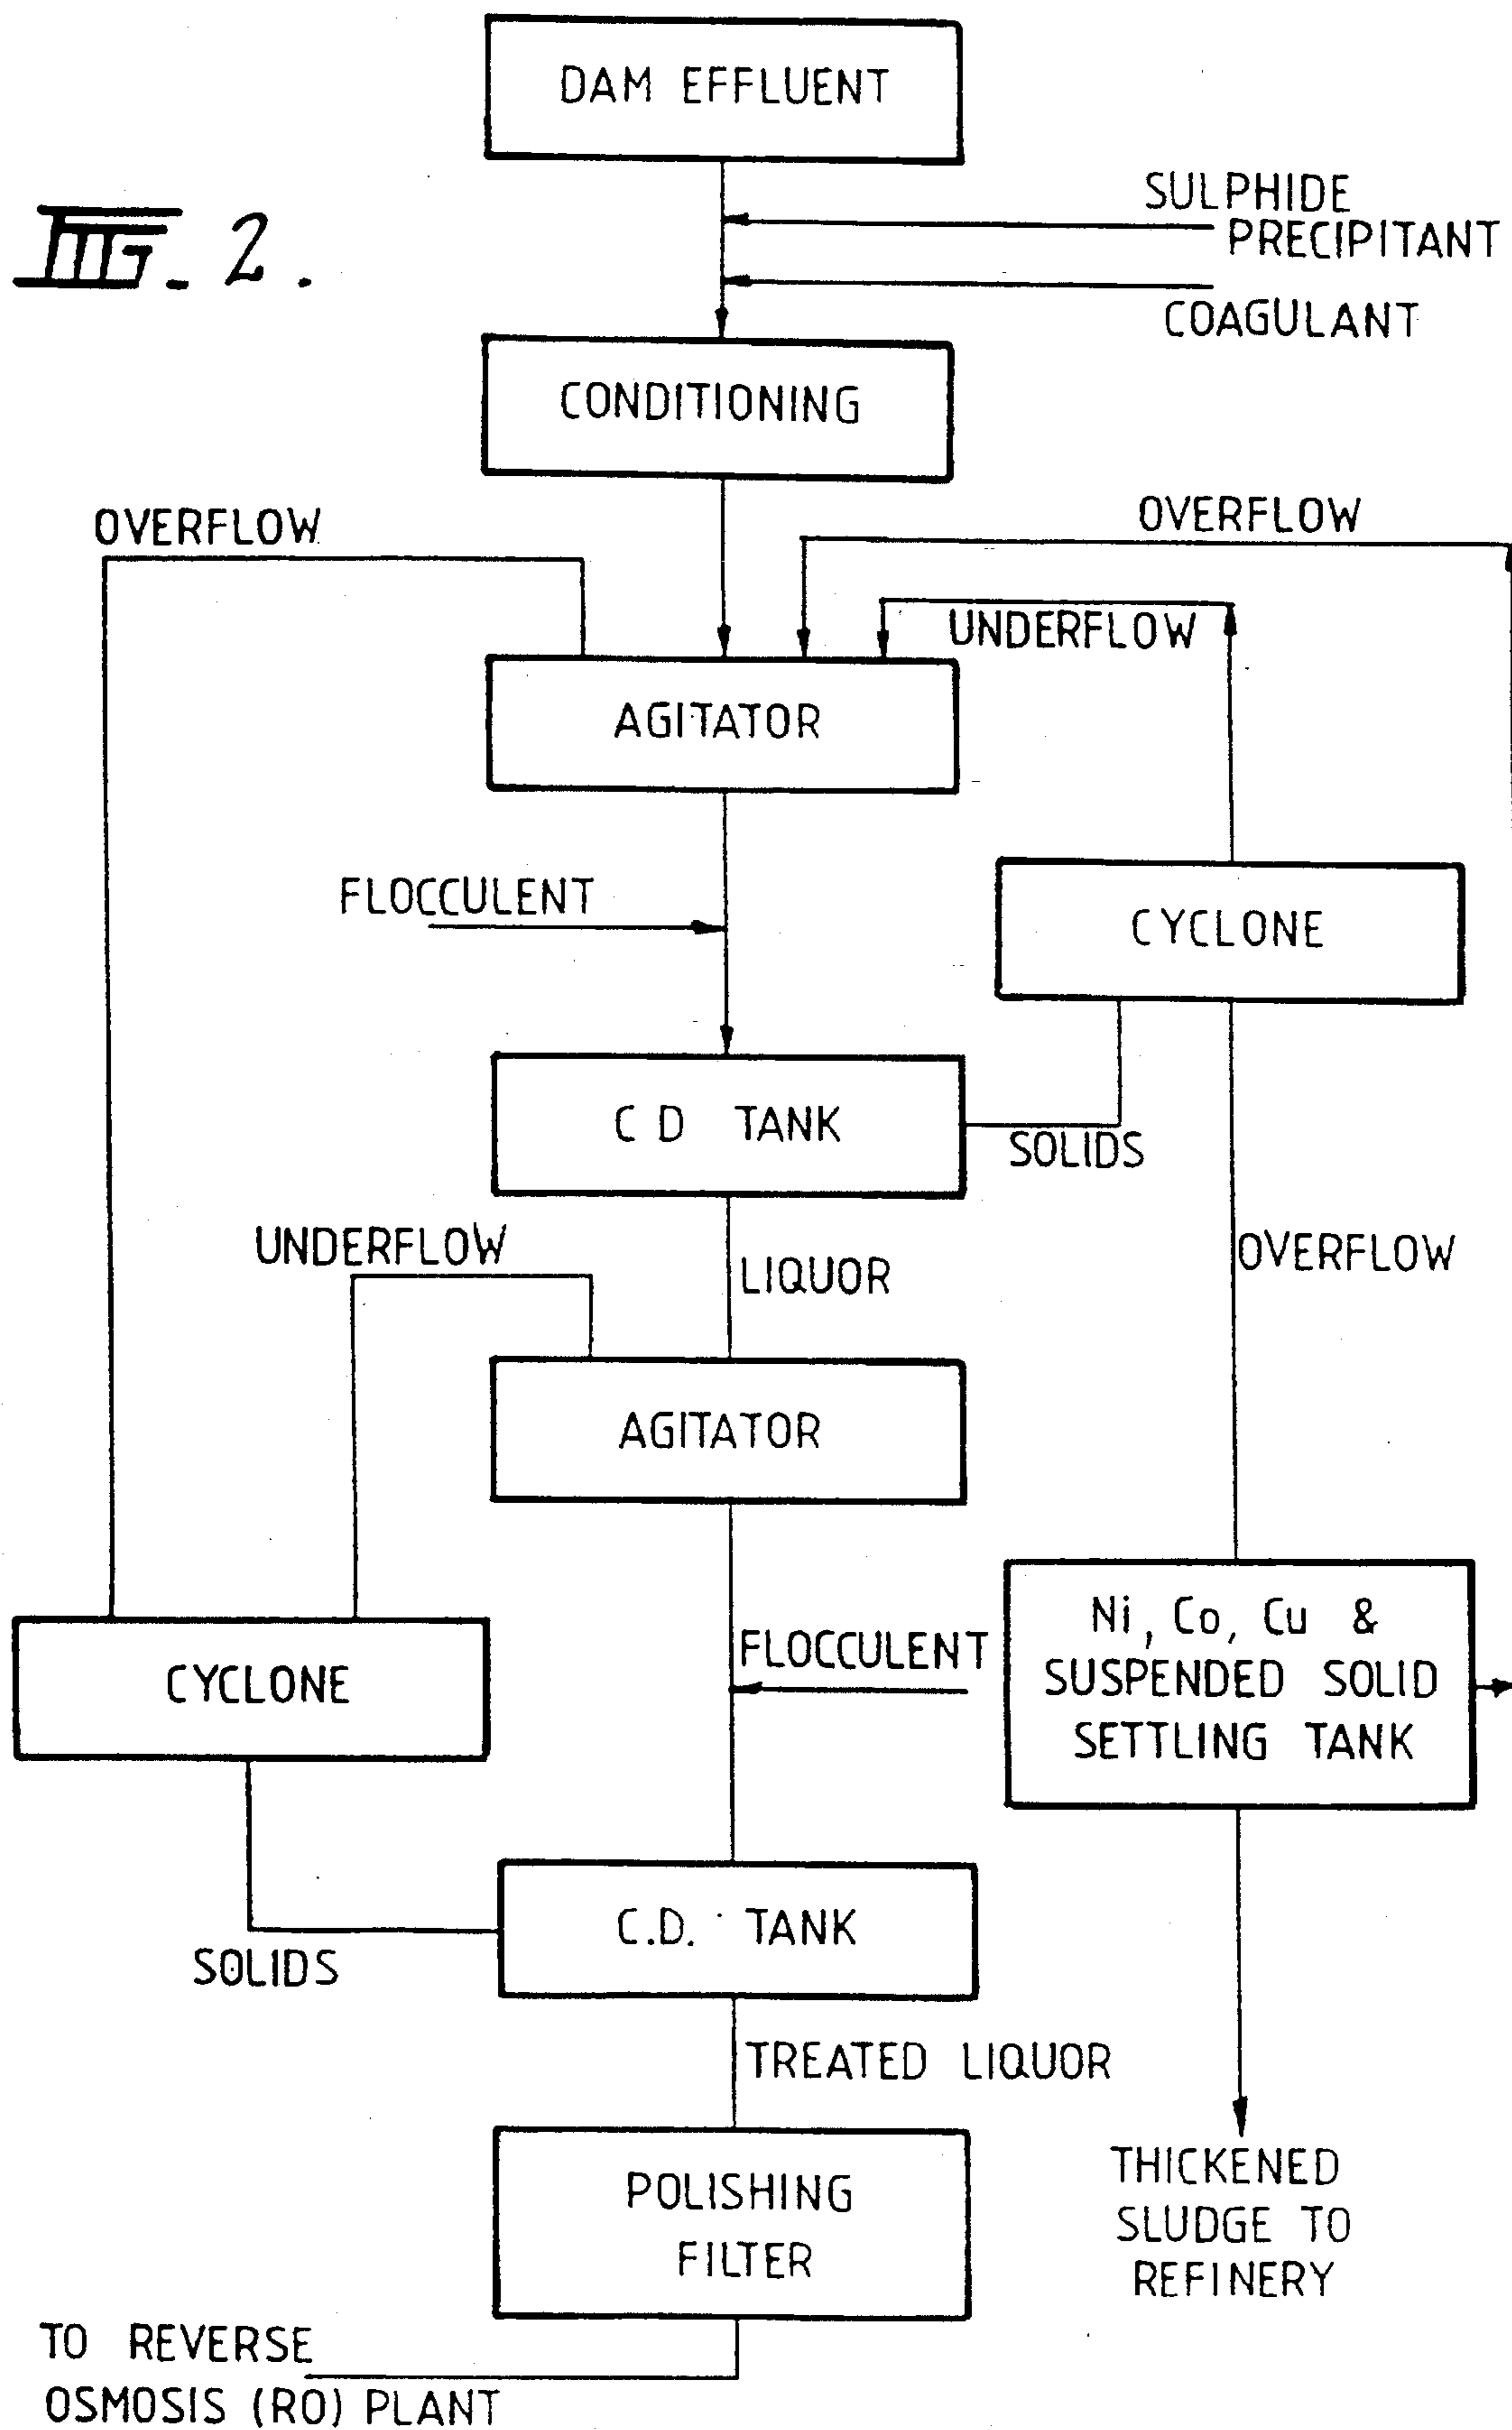 DAM EFFLUENT
FIG. 2.
SULPHIDE
PRECIPITANT
COAGULANT
CONDITIONING
OVERFLOW
OVERFLOW
UNDERFLOW
AGITATOR
FLOCCULENT
CYCLONE
C D TANK
SOLIDS
UNDERFLOW
LIQUOR
OVERFLOW
AGITATOR
Ni, Co, Cu &
SUSPENDED SOLID
SETTLING TANK
FLOCCULENT
CYCLONE
C.D. TANK
SOLIDS
TREATED LIQUOR
POLISHING
FILTER
THICKENED
SLUDGE TO
REFINERY
TO REVERSE
OSMOSIS (RO) PLANT